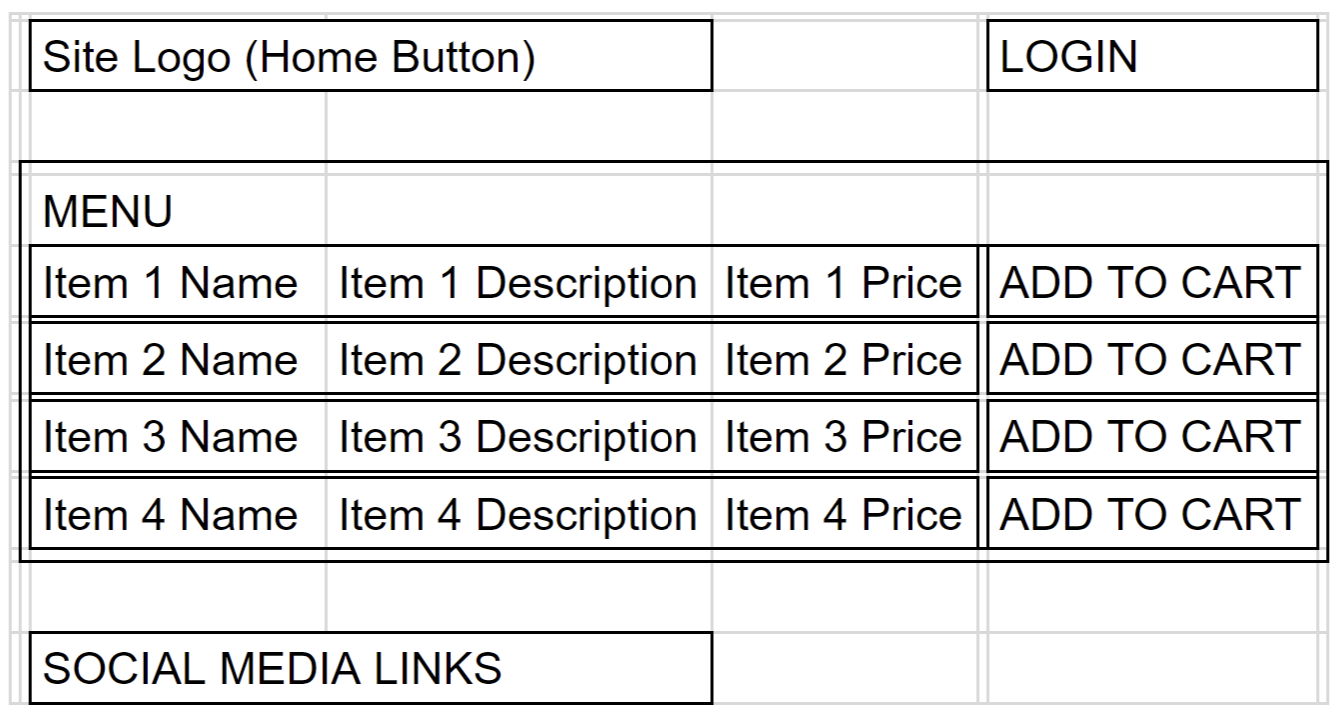 Site Logo (Home Button) LOGIN
MENU
Item 1 Name Item 1 Description Item 1 Price ADD TO CART
Item 2 Name Item 2 Description Item 2 Price ADD TO CART
Item 3 Name Item 3 Description Item 3 Price ADD TO CART
Item 4 Name Item 4 Description Item 4 Price ADD TO CART
SOCIAL MEDIA LINKS